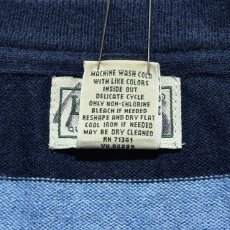 MACHINE WASH COLD
WITH LIKE COLORS
INSIDE OUT
DELICATE CYCLE
ONLY NON-CHLORINE
BLEACH IF NEEDED
RESHAPE AND DRY FLAT
COOL IRON IF NEEDED
MAY BE DRY CLEANED
RN 71341